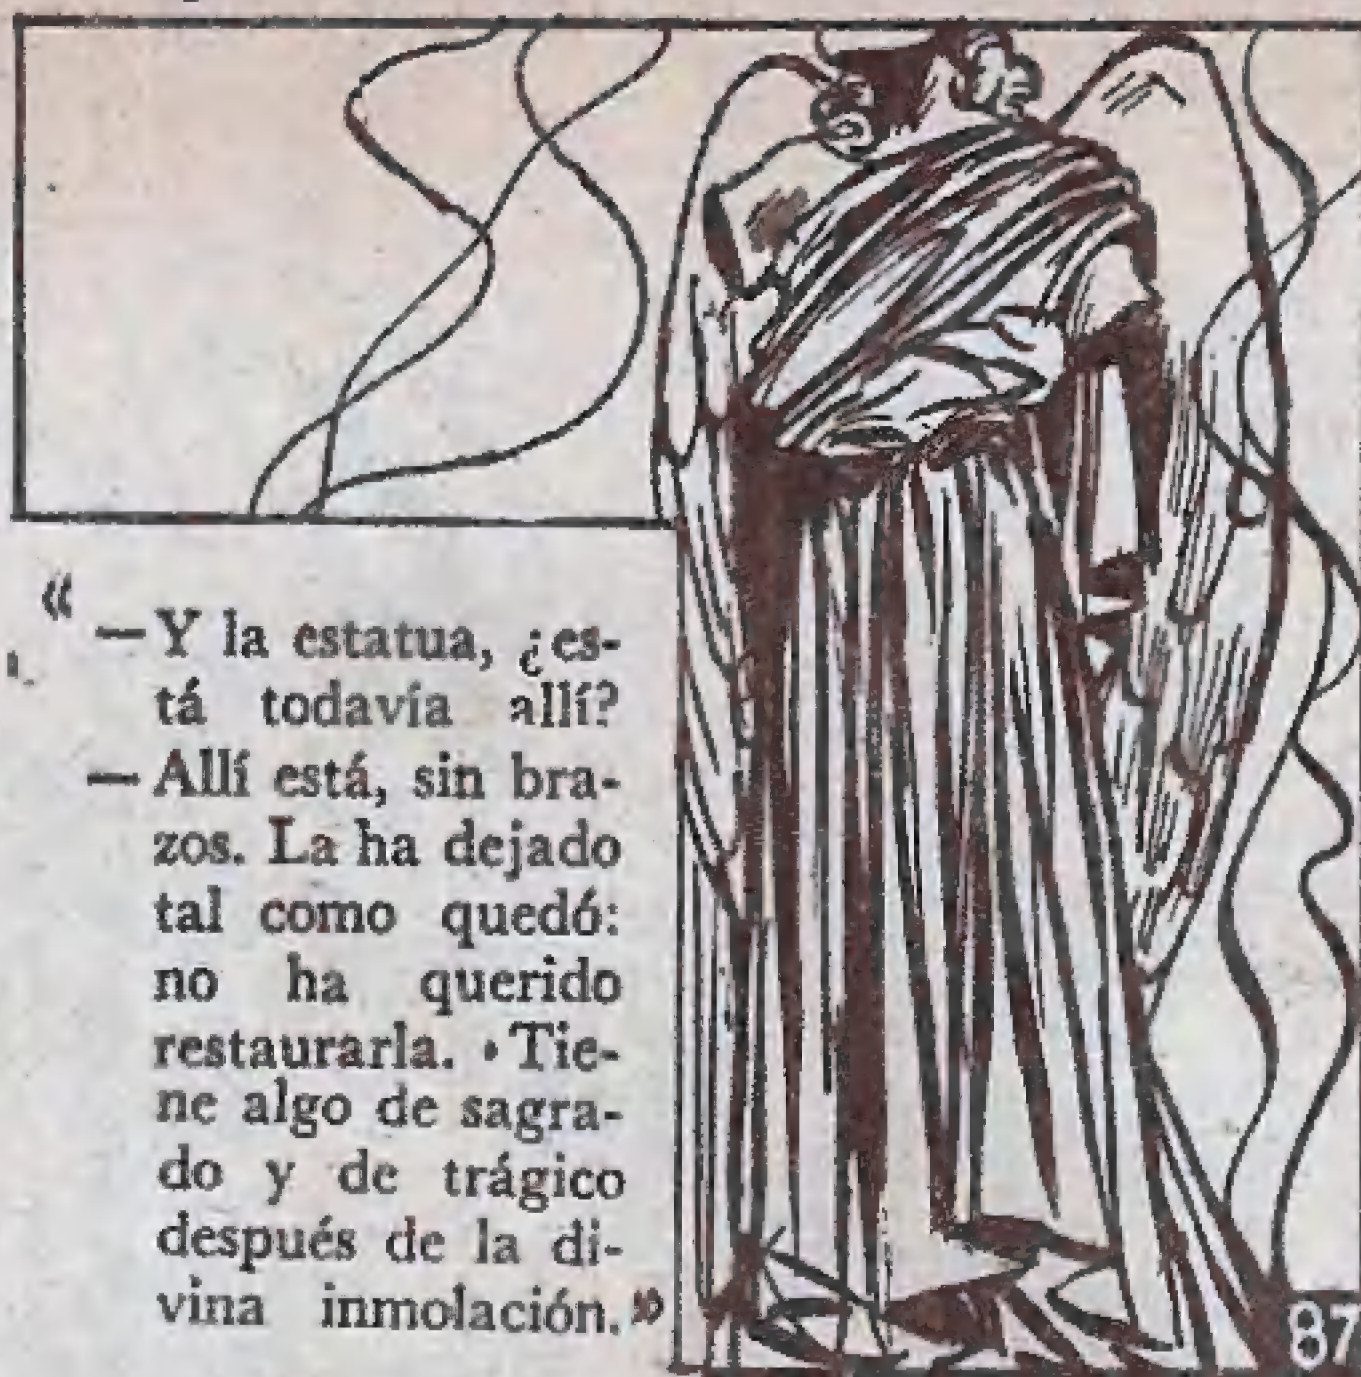 « —Y la estatua, ¿es-
tá todavía allí?
—Allí está, sin bra-
zos. La ha dejado
tal como quedó:
no ha querido
restaurarla. Tie-
ne algo de sagra-
do y de trágico
después de la di-
vina inmolación.»
87